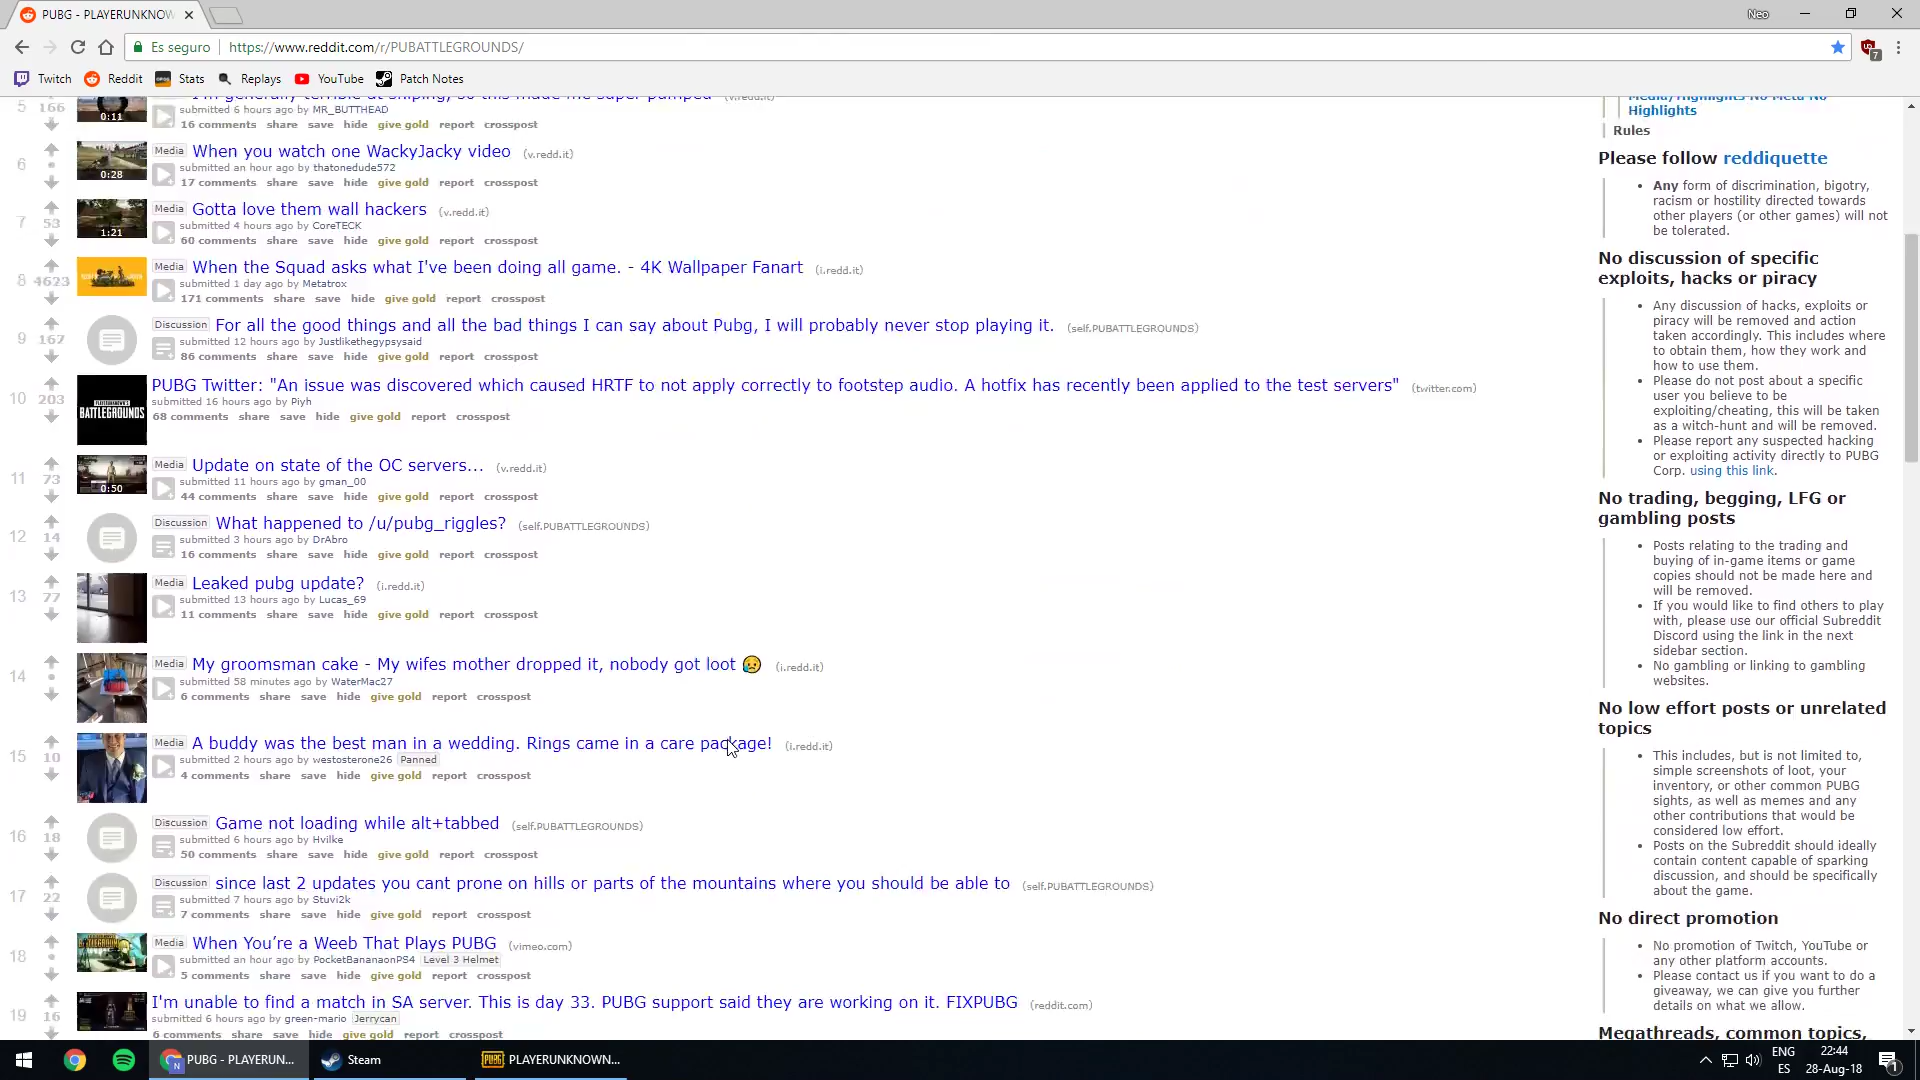 PUBG - PLAYERUNKNOW
Neo
Es seguro
https://www.reddit.com/r/PUBATTLEGROUNDS/
7
Twitch Reddit Stats Replays YouTube Patch Notes
5 166 0:11 I'm generally terrible at sniping, so this made me super pumped (v.redd.it)
submitted 6 hours ago by MR_BUTTHEAD
16 comments share save hide give gold report crosspost
6 0:28 Media When you watch one WackyJacky video (v.redd.it)
submitted an hour ago by thatonedude572
17 comments share save hide give gold report crosspost
7 53 1:21 Media Gotta love them wall hackers (v.redd.it)
submitted 4 hours ago by CoreTECK
60 comments share save hide give gold report crosspost
8 4623 Media When the Squad asks what I've been doing all game. - 4K Wallpaper Fanart (i.redd.it)
submitted 1 day ago by Metatrox
171 comments share save hide give gold report crosspost
9 167 Discussion For all the good things and all the bad things I can say about Pubg, I will probably never stop playing it. (self.PUBATTLEGROUNDS)
submitted 12 hours ago by Justlikethegypsysaid
86 comments share save hide give gold report crosspost
10 203 BATTLEGROUNDS PUBG Twitter: "An issue was discovered which caused HRTF to not apply correctly to footstep audio. A hotfix has recently been applied to the test servers" (twitter.com)
submitted 16 hours ago by Piyh
68 comments share save hide give gold report crosspost
11 73 0:50 Media Update on state of the OC servers... (v.redd.it)
submitted 11 hours ago by gman_00
44 comments share save hide give gold report crosspost
12 14 Discussion What happened to /u/pubg_riggles? (self.PUBATTLEGROUNDS)
submitted 3 hours ago by DrAbro
16 comments share save hide give gold report crosspost
13 77 Media Leaked pubg update? (i.redd.it)
submitted 13 hours ago by Lucas_69
11 comments share save hide give gold report crosspost
14 Media My groomsman cake - My wifes mother dropped it, nobody got loot 😥 (i.redd.it)
submitted 58 minutes ago by WaterMac27
6 comments share save hide give gold report crosspost
15 10 Media A buddy was the best man in a wedding. Rings came in a care package! (i.redd.it)
submitted 2 hours ago by westosterone26 Panned
4 comments share save hide give gold report crosspost
16 18 Discussion Game not loading while alt+tabbed (self.PUBATTLEGROUNDS)
submitted 6 hours ago by Hvilke
50 comments share save hide give gold report crosspost
17 22 Discussion since last 2 updates you cant prone on hills or parts of the mountains where you should be able to (self.PUBATTLEGROUNDS)
submitted 7 hours ago by Stuvi2k
7 comments share save hide give gold report crosspost
18 Media When You're a Weeb That Plays PUBG (vimeo.com)
submitted an hour ago by PocketBananaonPS4 Level 3 Helmet
5 comments share save hide give gold report crosspost
19 16 I'm unable to find a match in SA server. This is day 33. PUBG support said they are working on it. FIXPUBG (reddit.com)
submitted 6 hours ago by green-mario Jerrycan
6 comments share save hide give gold report crosspost
Media/Highlights No Meta No
Highlights
Rules
Please follow reddiquette
Any form of discrimination, bigotry,
racism or hostility directed towards
other players (or other games) will not
be tolerated.
No discussion of specific
exploits, hacks or piracy
Any discussion of hacks, exploits or
piracy will be removed and action
taken accordingly. This includes where
to obtain them, how they work and
how to use them.
Please do not post about a specific
user you believe to be
exploiting/cheating, this will be taken
as a witch-hunt and will be removed.
Please report any suspected hacking
or exploiting activity directly to PUBG
Corp. using this link.
No trading, begging, LFG or
gambling posts
Posts relating to the trading and
buying of in-game items or game
copies should not be made here and
will be removed.
If you would like to find others to play
with, please use our official Subreddit
Discord using the link in the next
sidebar section.
No gambling or linking to gambling
websites.
No low effort posts or unrelated
topics
This includes, but is not limited to,
simple screenshots of loot, your
inventory, or other common PUBG
sights, as well as memes and any
other contributions that would be
considered low effort.
Posts on the Subreddit should ideally
contain content capable of sparking
discussion, and should be specifically
about the game.
No direct promotion
No promotion of Twitch, YouTube or
any other platform accounts.
Please contact us if you want to do a
giveaway, we can give you further
details on what we allow.
Megathreads, common topics,
PUBG - PLAYERUN... Steam PLAYERUNKNOWN...
ENG
ES
22:44
28-Aug-18
1